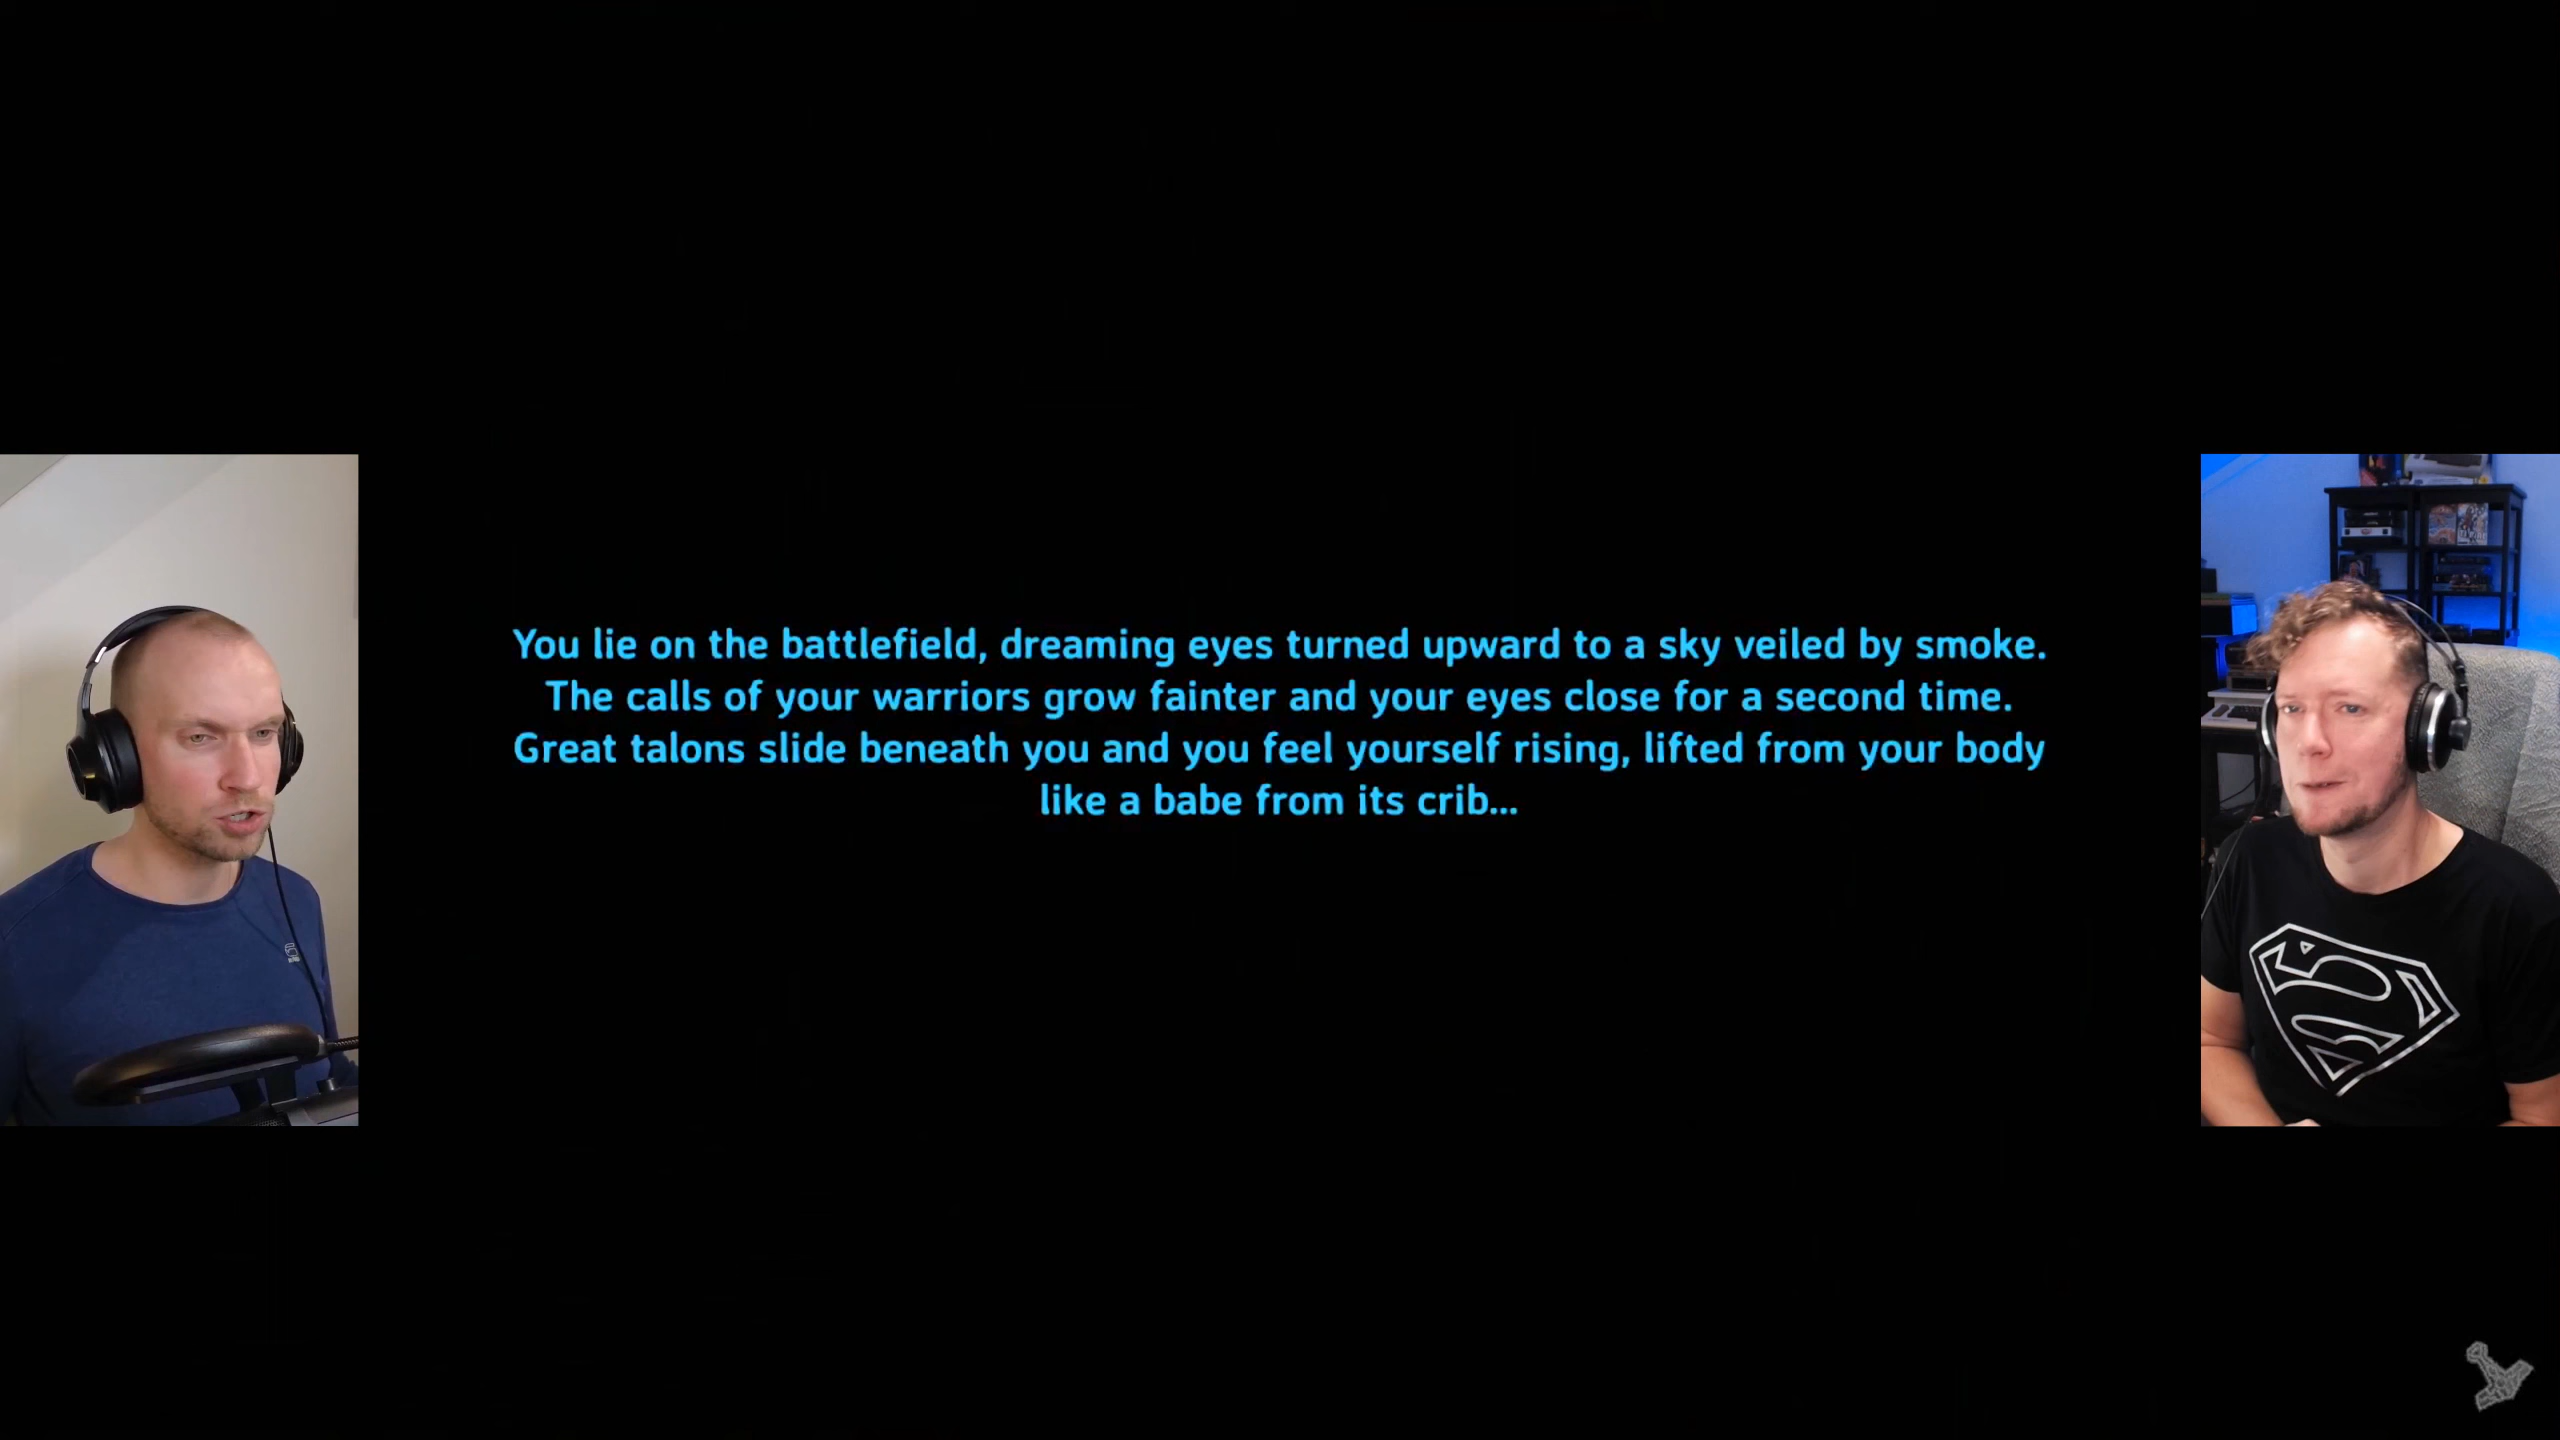 You lie on the battlefield, dreaming eyes turned upward to a sky veiled by smoke.
The calls of your warriors grow fainter and your eyes close for a second time.
Great talons slide beneath you and you feel yourself rising, lifted from your body
like a babe from its crib...